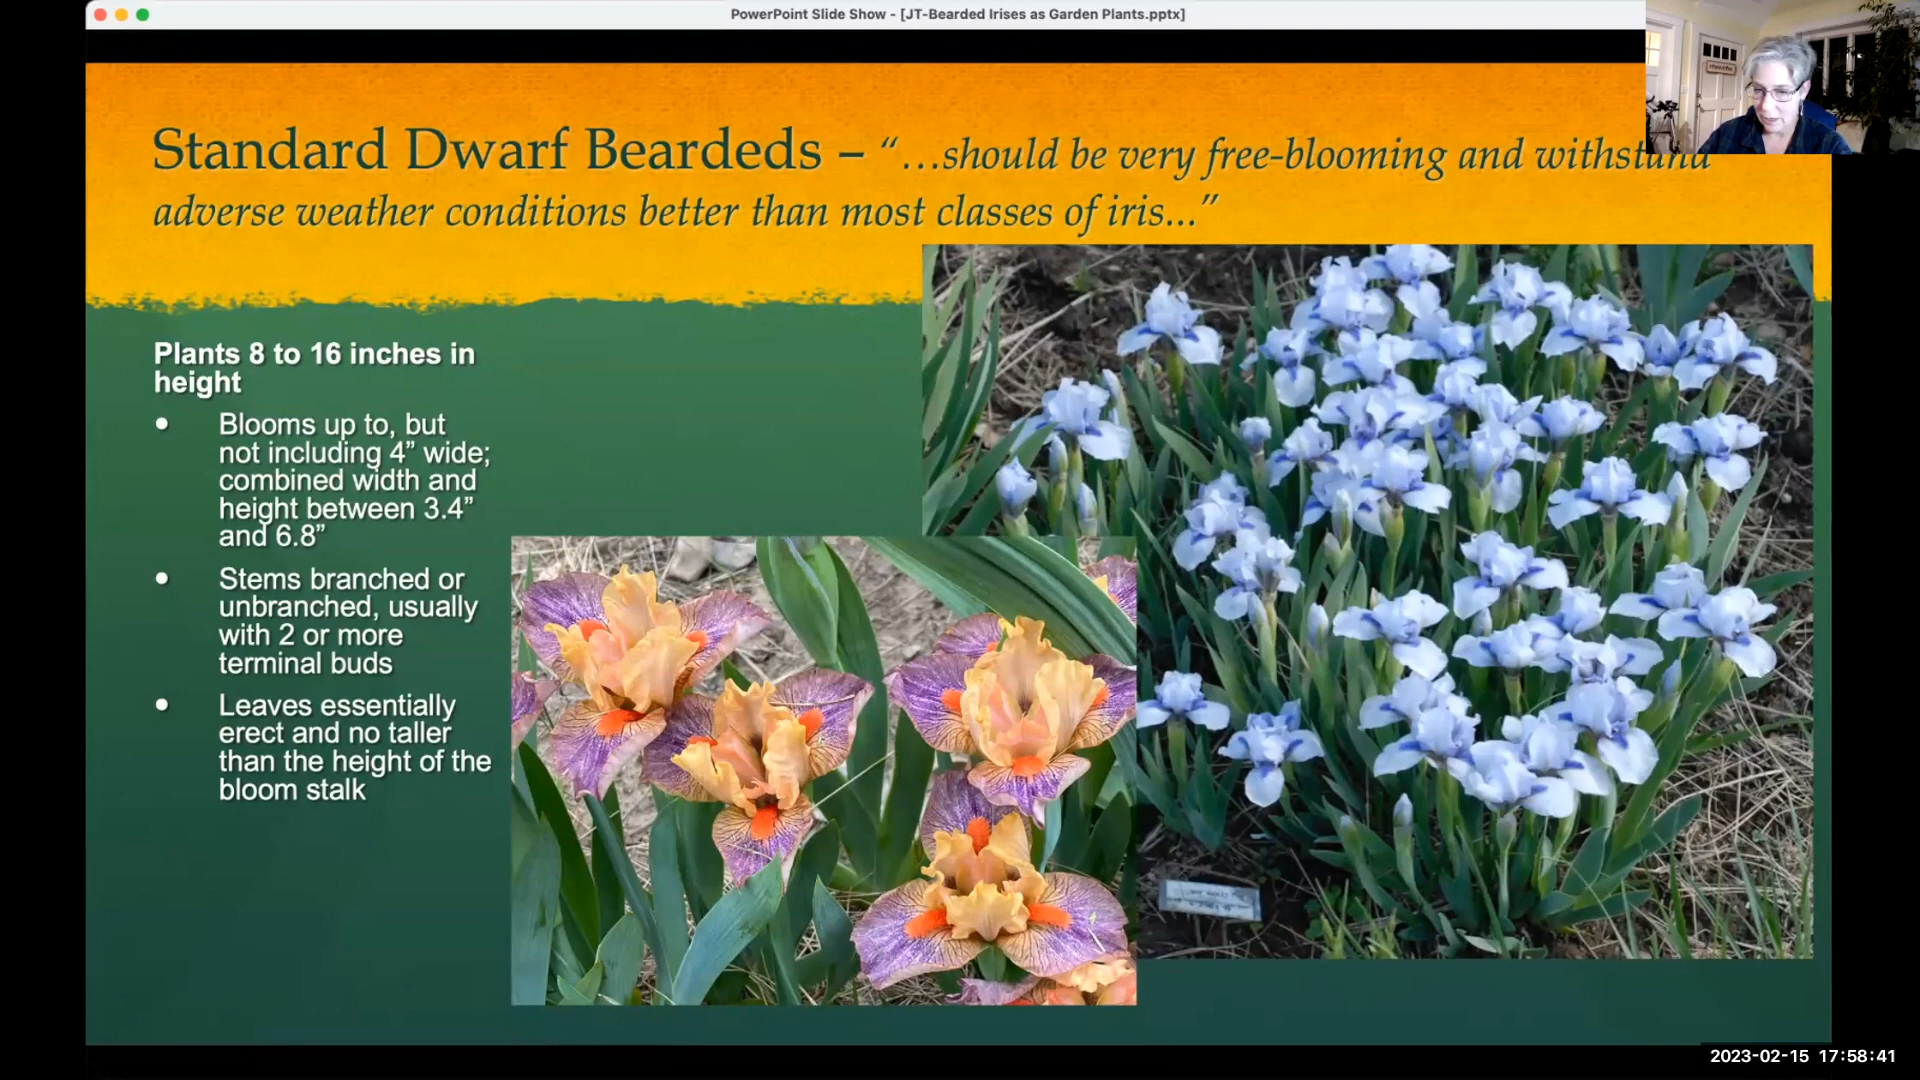 PowerPoint Slide Show - [JT-Bearded Irises as Garden Plants.pptx]
Standard Dwarf Beardeds – “…should be very free-blooming and withstand
adverse weather conditions better than most classes of iris...”
Plants 8 to 16 inches in
height
• Blooms up to, but
not including 4” wide;
combined width and
height between 3.4”
and 6.8”
• Stems branched or
unbranched, usually
with 2 or more
terminal buds
• Leaves essentially
erect and no taller
than the height of the
bloom stalk
2023-02-15 17:58:41